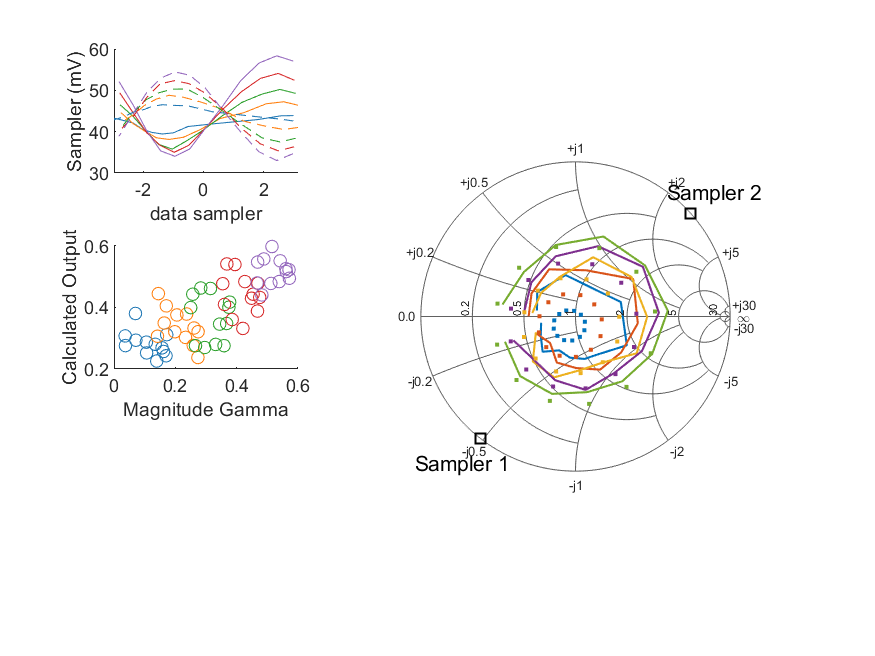 Sampler (mV)
60
50
40
30
-2
0
2
data sampler
Calculated Output
0.6
0.4
0.2
0
0.2
0.4
0.6
Magnitude Gamma
+j1
+j0.5
+j2
Sampler 2
+j0.2
+j5
0.0
0.2
0.5
1
2
5
30
+j30
∞
-j30
-j0.2
-j5
-j0.5
-j2
Sampler 1
-j1